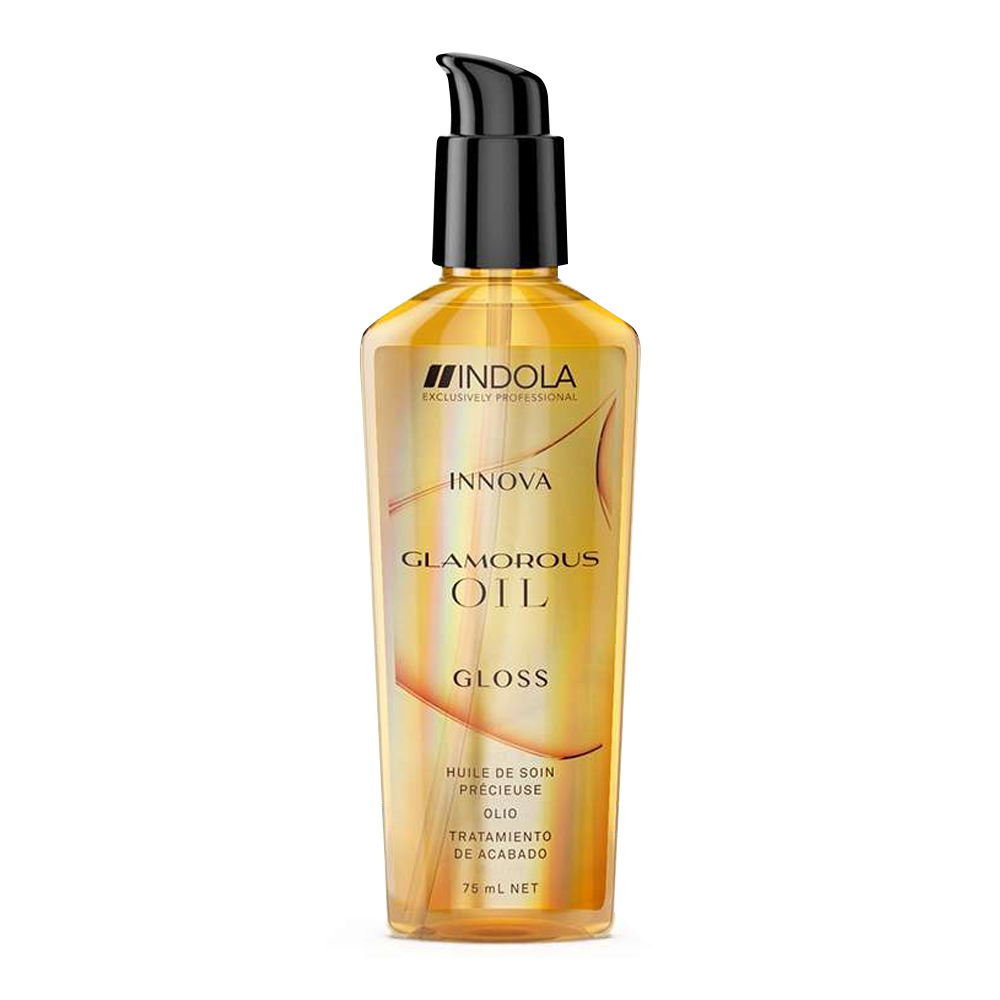 INDOLA
EXCLUSIVELY PROFESSIONAL
INNOVA
GLAMOROUS
OIL
GLOSS
HUILE DE SOIN
PRÉCIEUSE
OLIO
TRATAMIENTO
DE ACABADO
75 mL NET